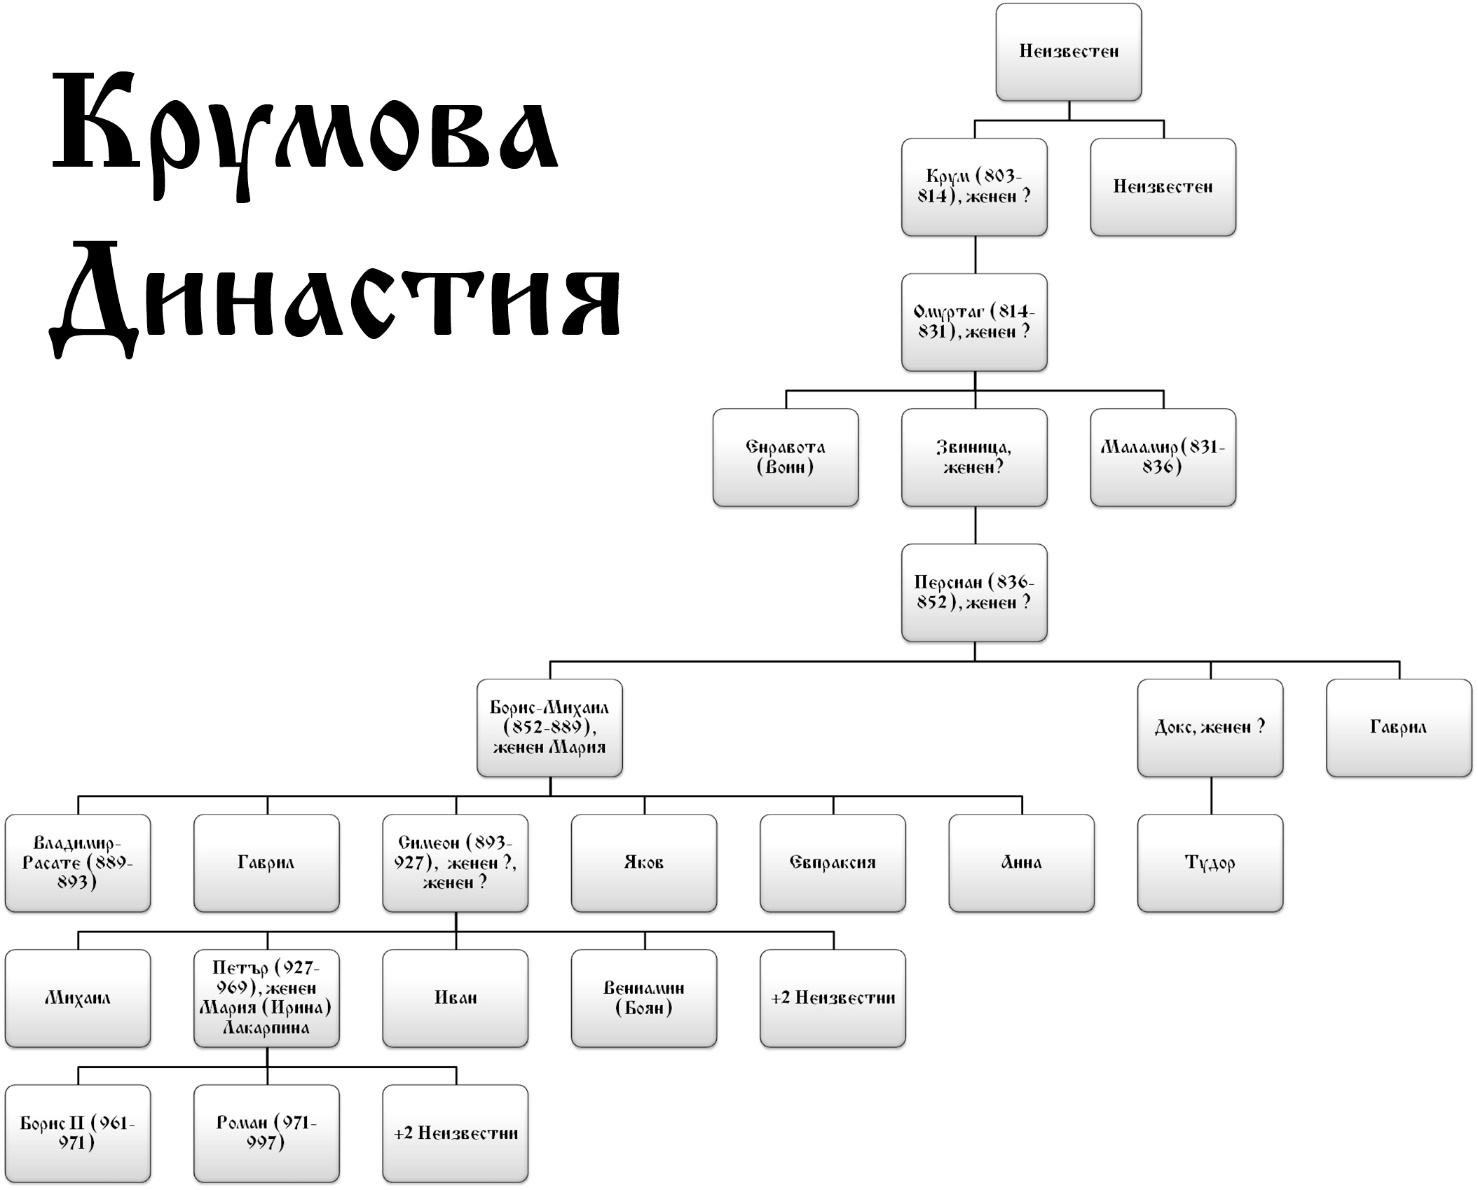 Крумова
Династия
Неизвестен
Крум (803-
814), женен ?
Неизвестен
Омуртаг (814-
831), женен ?
Енравота
(Воин)
Звиница,
женен?
Маламир(831-
836)
Персиан (836-
852), женен ?
Борис-Михаил
(852-889),
женен Мария
Докс, женен ?
Гаврил
Владимир-
Расате (889-
893)
Гаврил
Симеон (893-
927), женен ?,
женен ?
Яков
Евпраксия
Анна
Тудор
Михаил
Петър (927-
969), женен
Мария (Ирина)
Лакарпина
Иван
Вениамин
(Боян)
+2 Неизвестни
Борис II (961-
971)
Роман (971-
997)
+2 Неизвестни